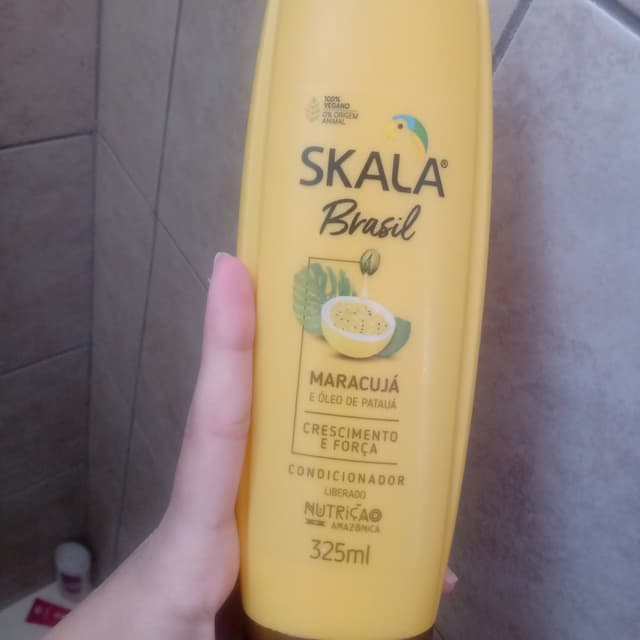 100%
VEGANO
0% ORIGEM
ANIMAL
SKALA®
Brasil
MARACUJÁ
E ÓLEO DE PATAUÁ
CRESCIMENTO
E FORÇA
CONDICIONADOR
LIBERADO
NUTRIÇÃO
AMAZÔNICA
325ml